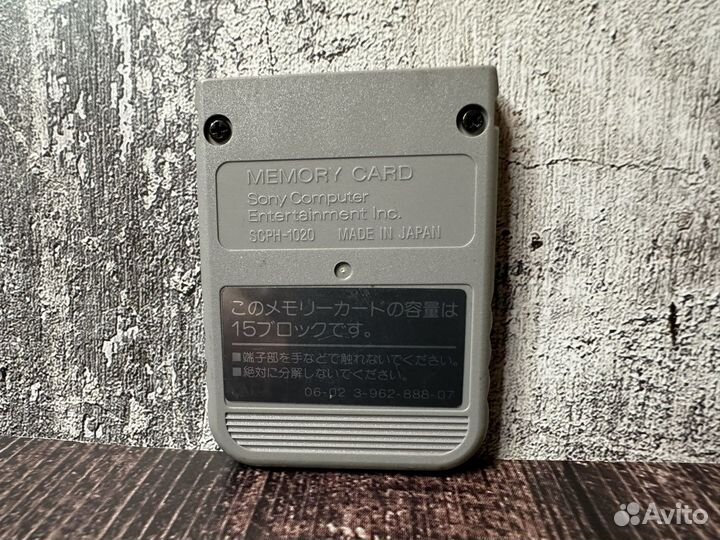 MEMORY CARD
Sony Computer
Entertainment Inc.
SCPH-1020 MADE IN JAPAN
このメモリーカードの容量は
15ブロックです。
■端子部を手などで触れないでください。
■絶対に分解しないでください。
06-02 3-962-888-07
Avito